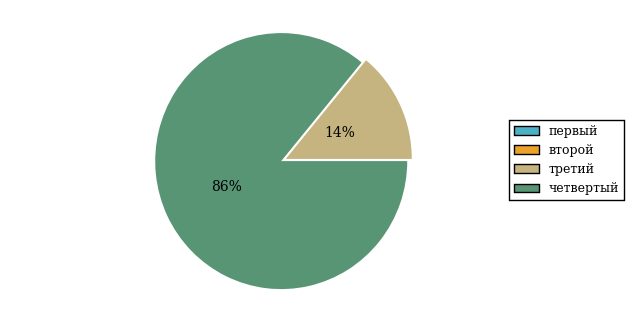 14%
86%
первый
второй
третий
четвертый